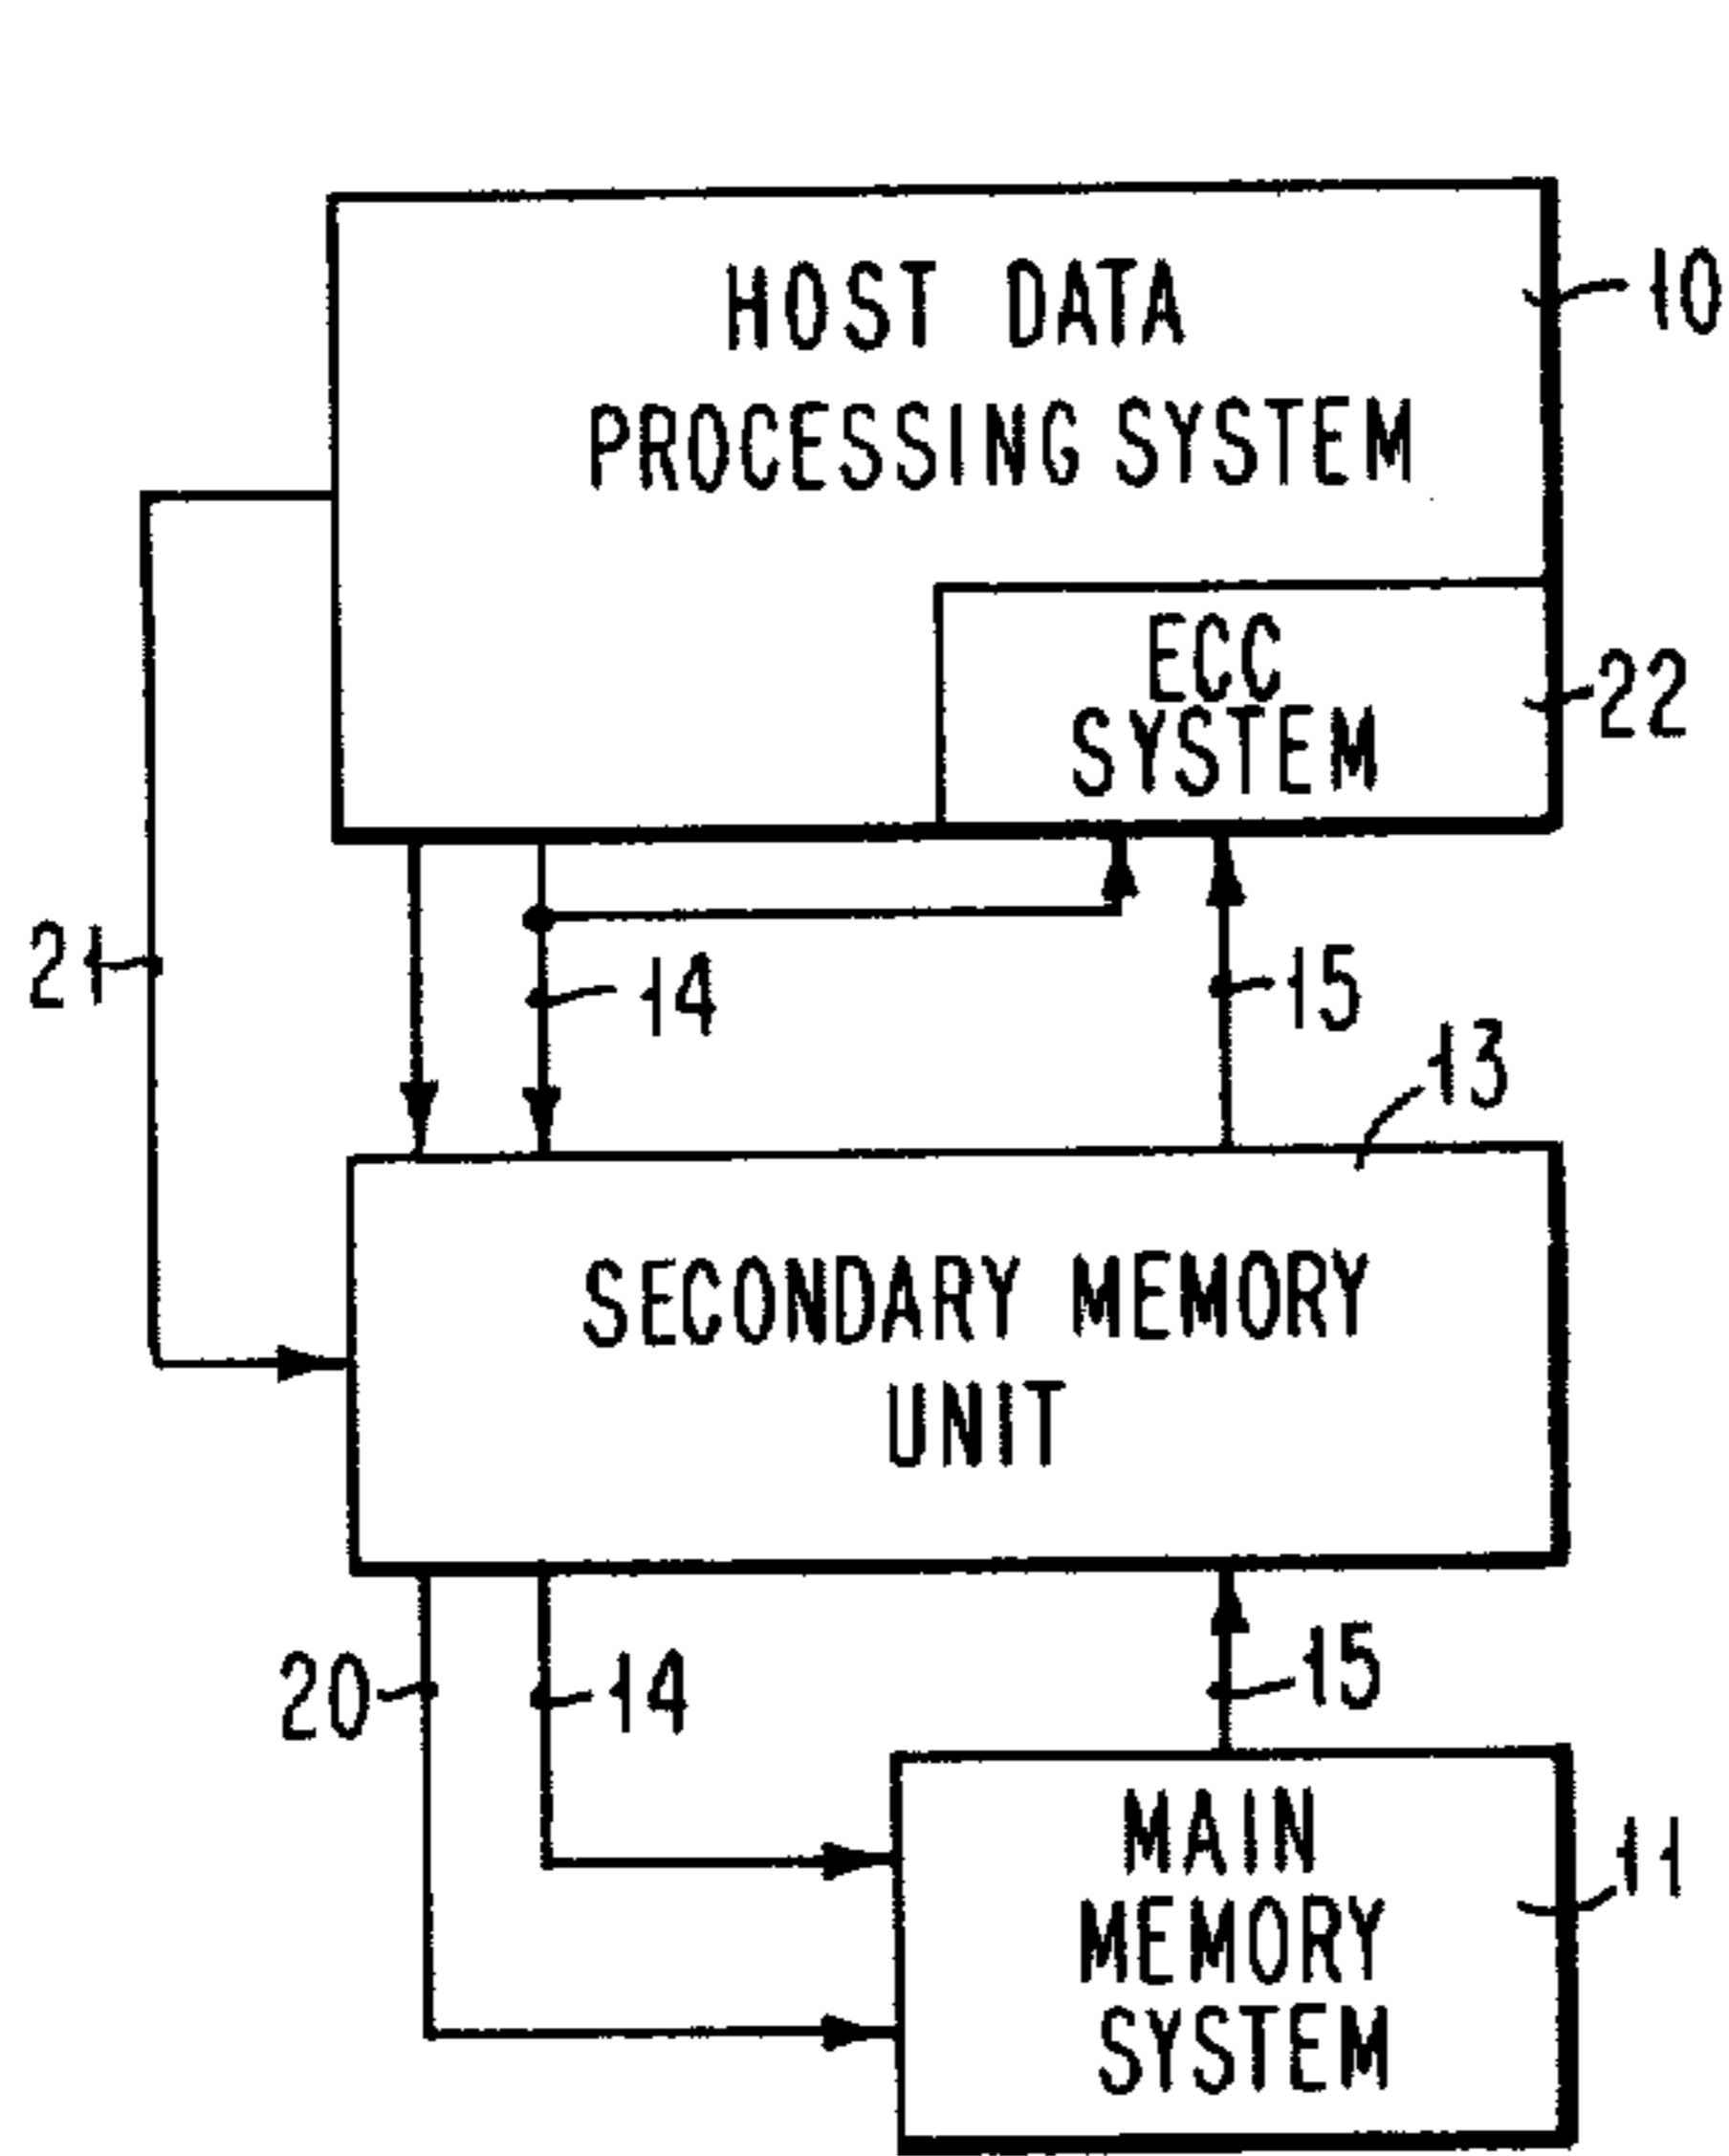 HOST DATA
PROCESSING SYSTEM
10
ECC
SYSTEM
22
21
14
15
13
SECONDARY MEMORY
UNIT
20
14
15
MAIN
MEMORY
SYSTEM
11